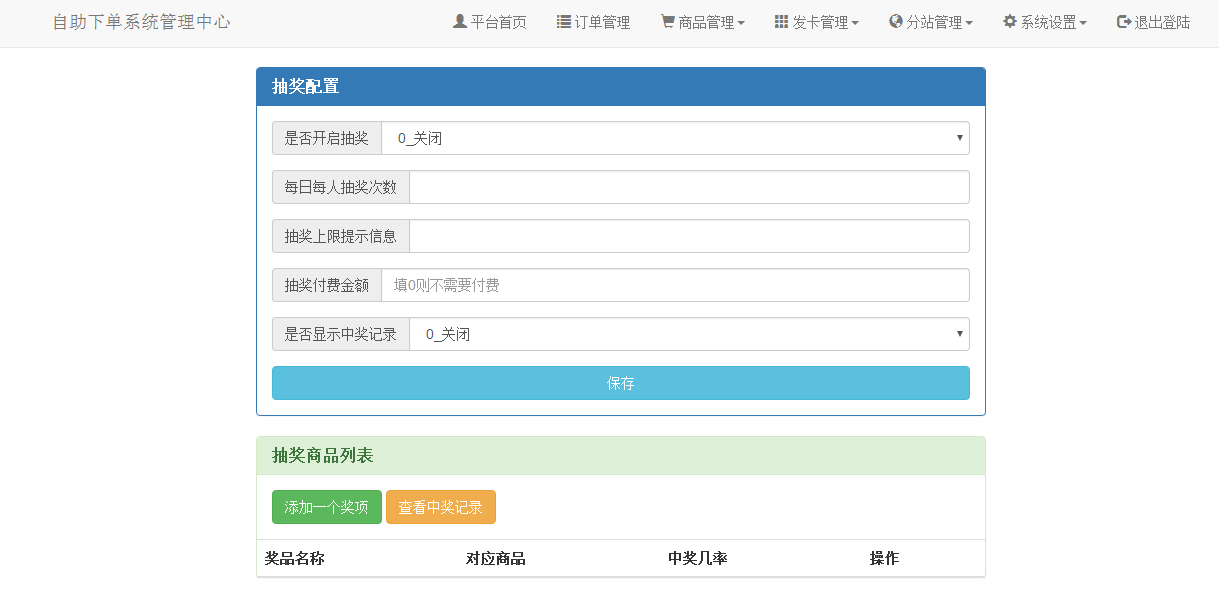 自助下单系统管理中心 平台首页 订单管理 商品管理 发卡管理 分站管理 系统设置 退出登陆
抽奖配置
是否开启抽奖 0_关闭
每日每人抽奖次数
抽奖上限提示信息
抽奖付费金额 填0则不需要付费
是否显示中奖记录 0_关闭
保存
抽奖商品列表
添加一个奖项 查看中奖记录
奖品名称 对应商品 中奖几率 操作